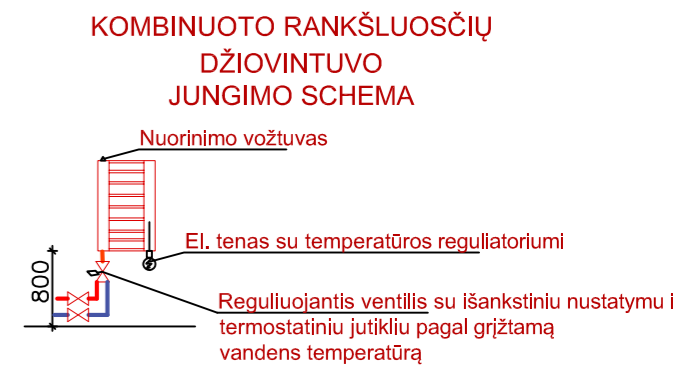 KOMBINUOTO RANKŠLUOSČIŲ
DŽIOVINTUVO
JUNGIMO SCHEMA
Nuorinimo vožtuvas
El. tenas su temperatūros reguliatoriumi
800
Reguliuojantis ventilis su išankstiniu nustatymu i
termostatiniu jutikliu pagal grįžtamą
vandens temperatūrą